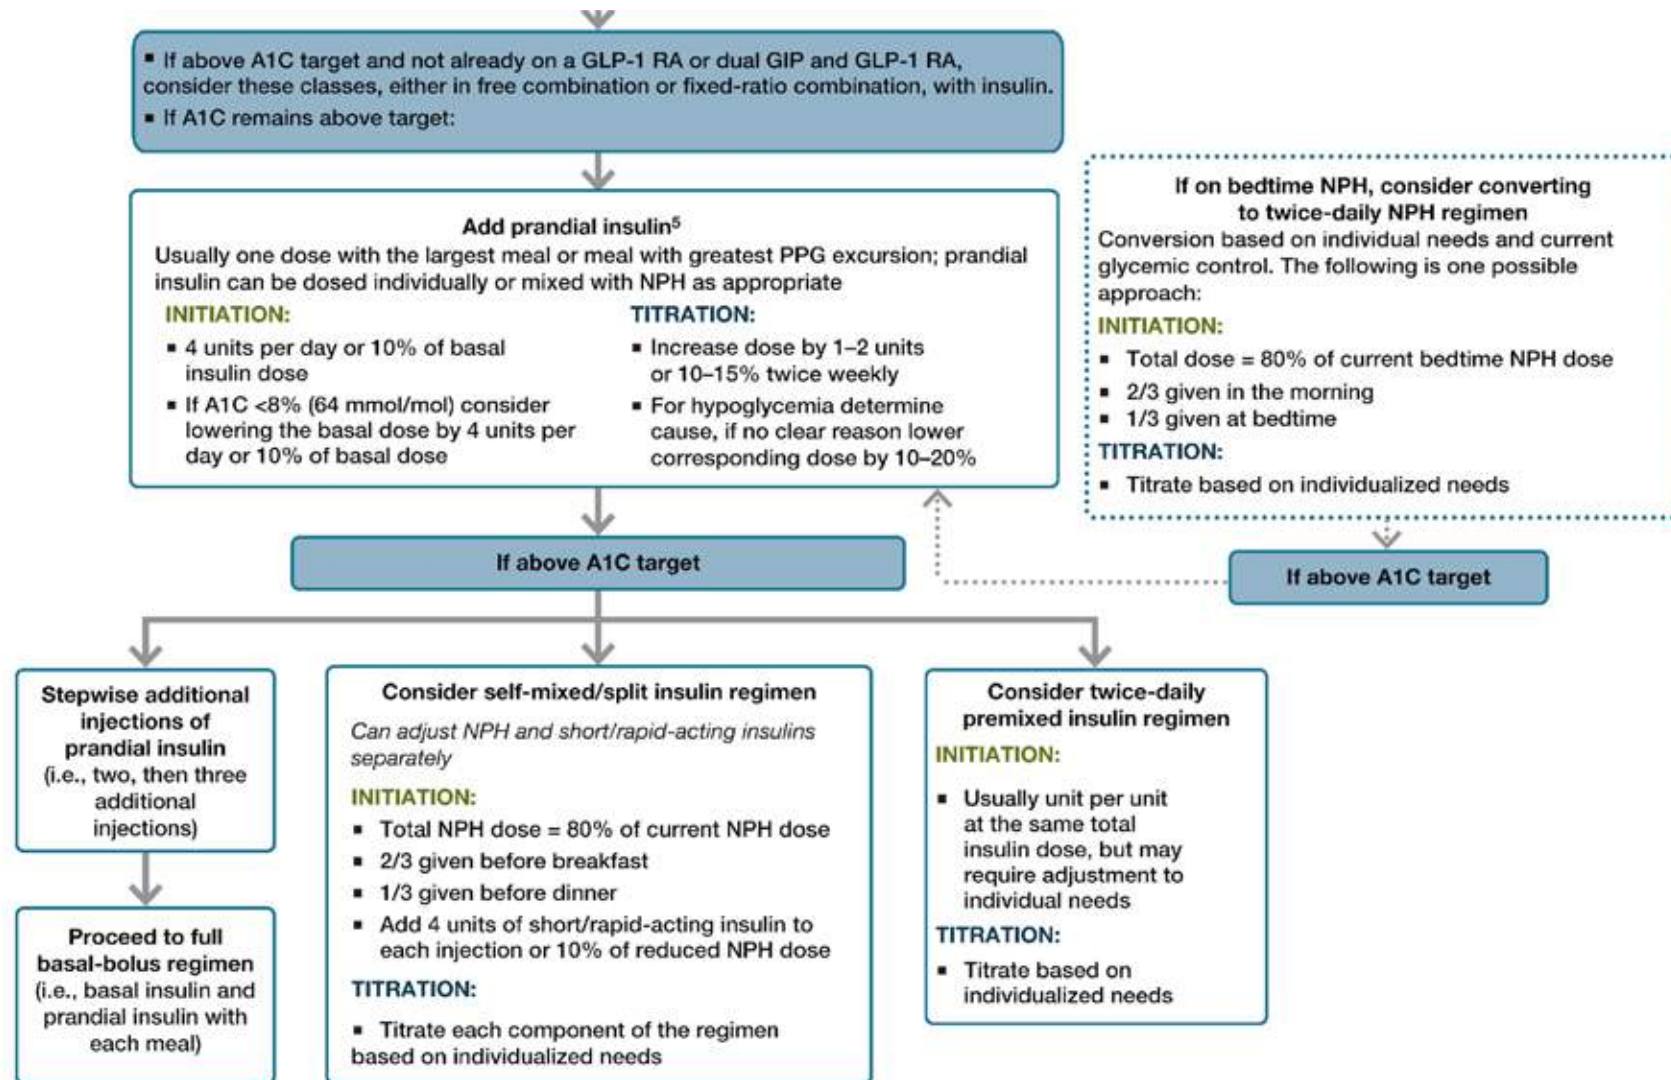 ▪ If above A1C target and not already on a GLP-1 RA or dual GIP and GLP-1 RA,
consider these classes, either in free combination or fixed-ratio combination, with insulin.
▪ If A1C remains above target:
Add prandial insulin⁵
Usually one dose with the largest meal or meal with greatest PPG excursion; prandial
insulin can be dosed individually or mixed with NPH as appropriate
INITIATION:
▪ 4 units per day or 10% of basal
insulin dose
▪ If A1C <8% (64 mmol/mol) consider
lowering the basal dose by 4 units per
day or 10% of basal dose
TITRATION:
▪ Increase dose by 1–2 units
or 10–15% twice weekly
▪ For hypoglycemia determine
cause, if no clear reason lower
corresponding dose by 10–20%
If on bedtime NPH, consider converting
to twice-daily NPH regimen
Conversion based on individual needs and current
glycemic control. The following is one possible
approach:
INITIATION:
▪ Total dose = 80% of current bedtime NPH dose
▪ 2/3 given in the morning
▪ 1/3 given at bedtime
TITRATION:
▪ Titrate based on individualized needs
If above A1C target
If above A1C target
Stepwise additional
injections of
prandial insulin
(i.e., two, then three
additional
injections)
Proceed to full
basal-bolus regimen
(i.e., basal insulin and
prandial insulin with
each meal)
Consider self-mixed/split insulin regimen
Can adjust NPH and short/rapid-acting insulins
separately
INITIATION:
▪ Total NPH dose = 80% of current NPH dose
▪ 2/3 given before breakfast
▪ 1/3 given before dinner
▪ Add 4 units of short/rapid-acting insulin to
each injection or 10% of reduced NPH dose
TITRATION:
▪ Titrate each component of the regimen
based on individualized needs
Consider twice-daily
premixed insulin regimen
INITIATION:
▪ Usually unit per unit
at the same total
insulin dose, but may
require adjustment to
individual needs
TITRATION:
▪ Titrate based on
individualized needs